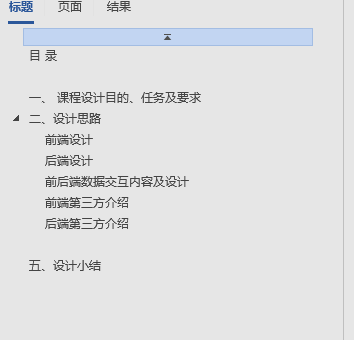 标题 页面 结果
目 录
一、 课程设计目的、任务及要求
二、设计思路
前端设计
后端设计
前后端数据交互内容及设计
前端第三方介绍
后端第三方介绍
五、设计小结